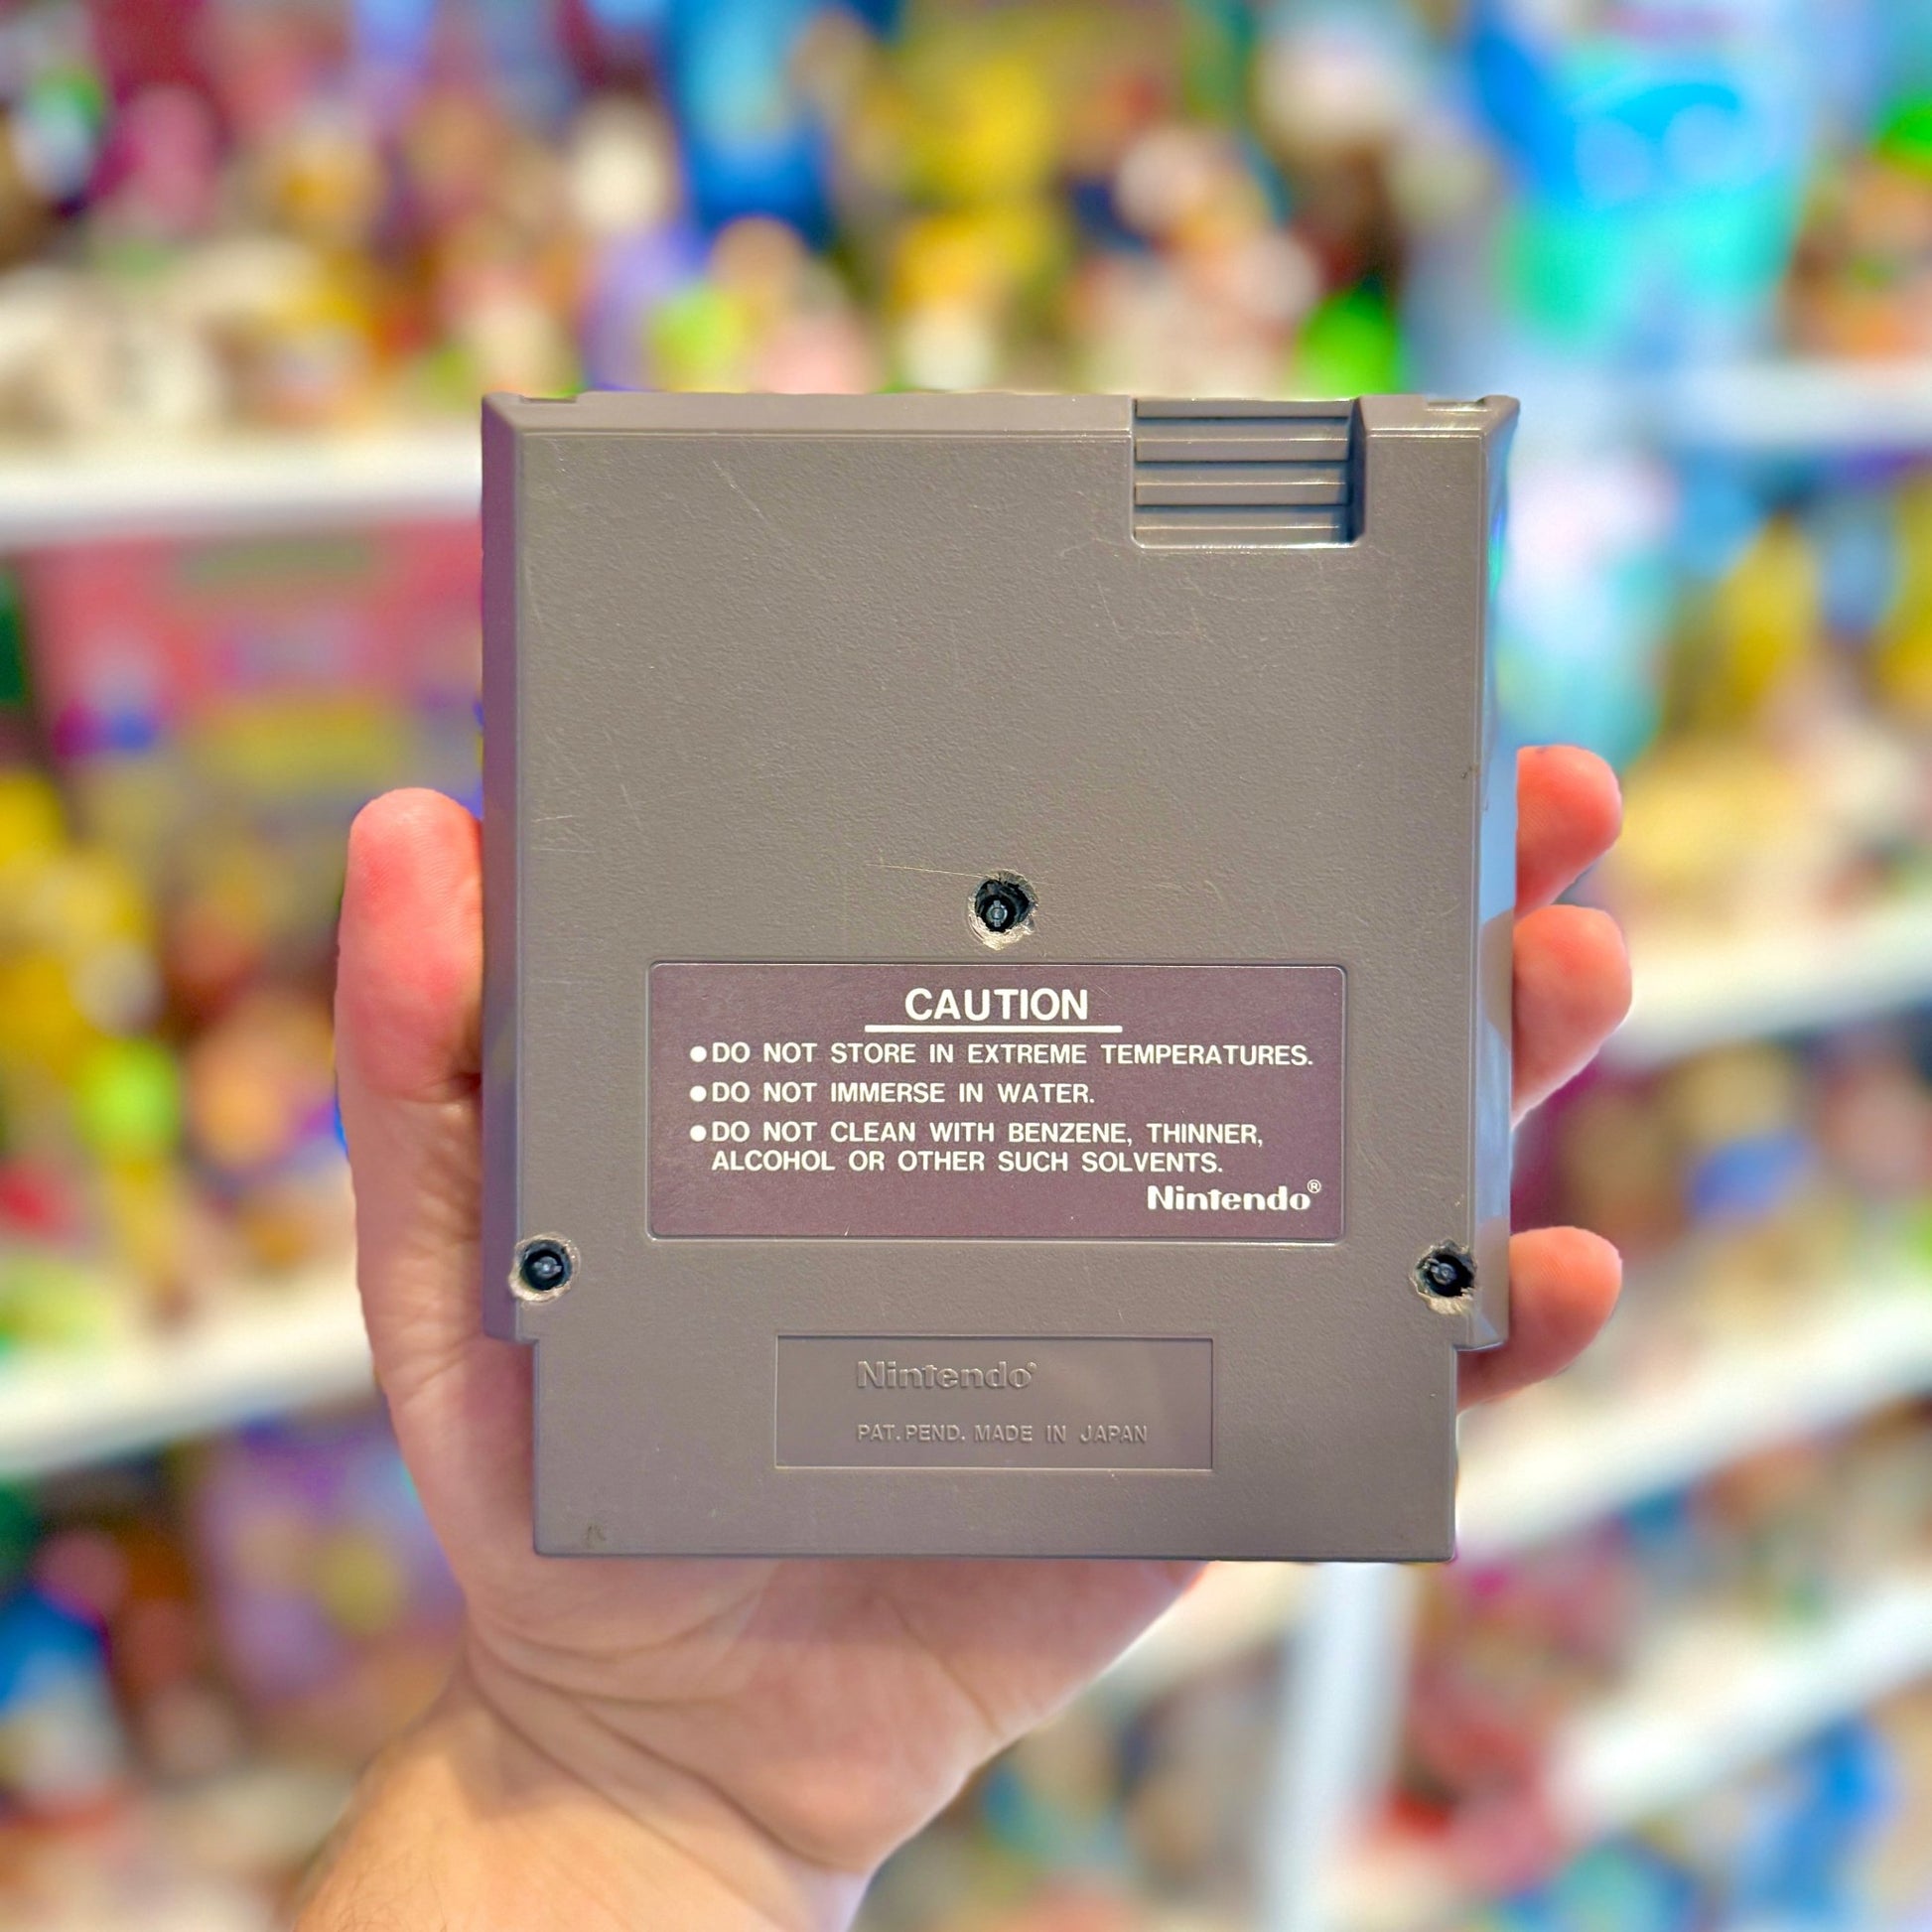 CAUTION
●DO NOT STORE IN EXTREME TEMPERATURES.
●DO NOT IMMERSE IN WATER.
●DO NOT CLEAN WITH BENZENE, THINNER,
ALCOHOL OR OTHER SUCH SOLVENTS.
Nintendo®
Nintendo®
PAT. PEND. MADE IN JAPAN